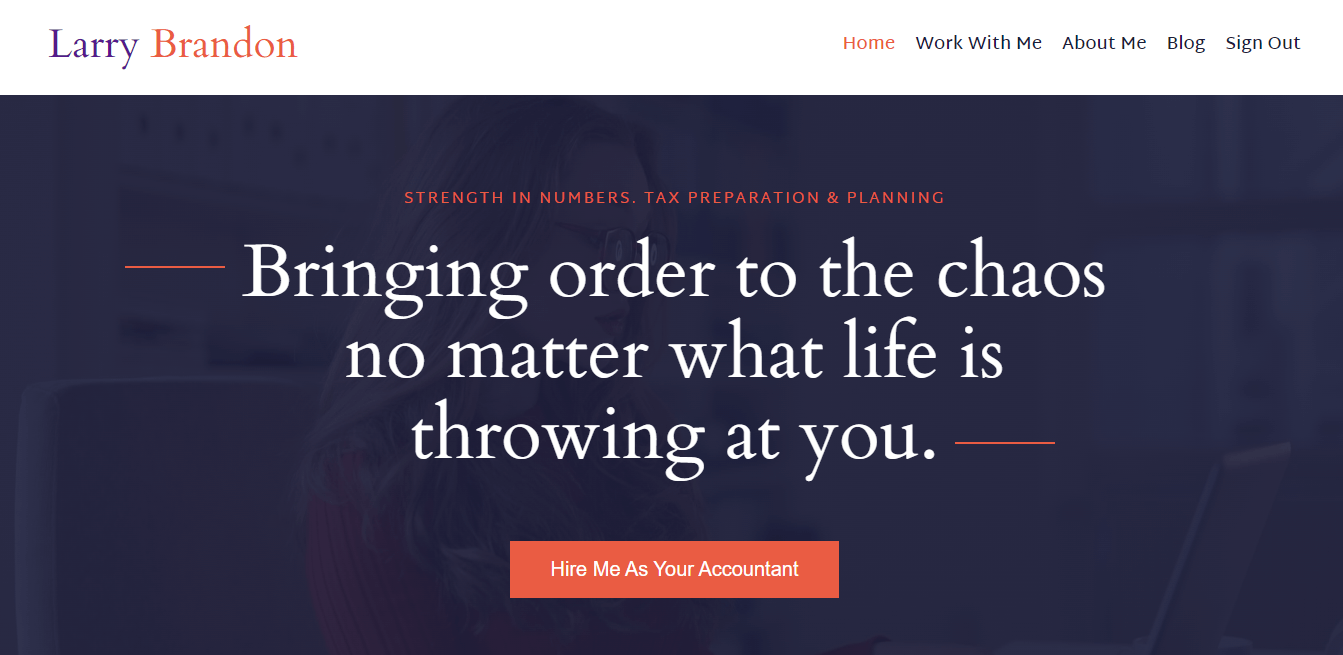 Larry Brandon
Home Work With Me About Me Blog Sign Out
STRENGTH IN NUMBERS. TAX PREPARATION & PLANNING
Bringing order to the chaos
no matter what life is
throwing at you.
Hire Me As Your Accountant